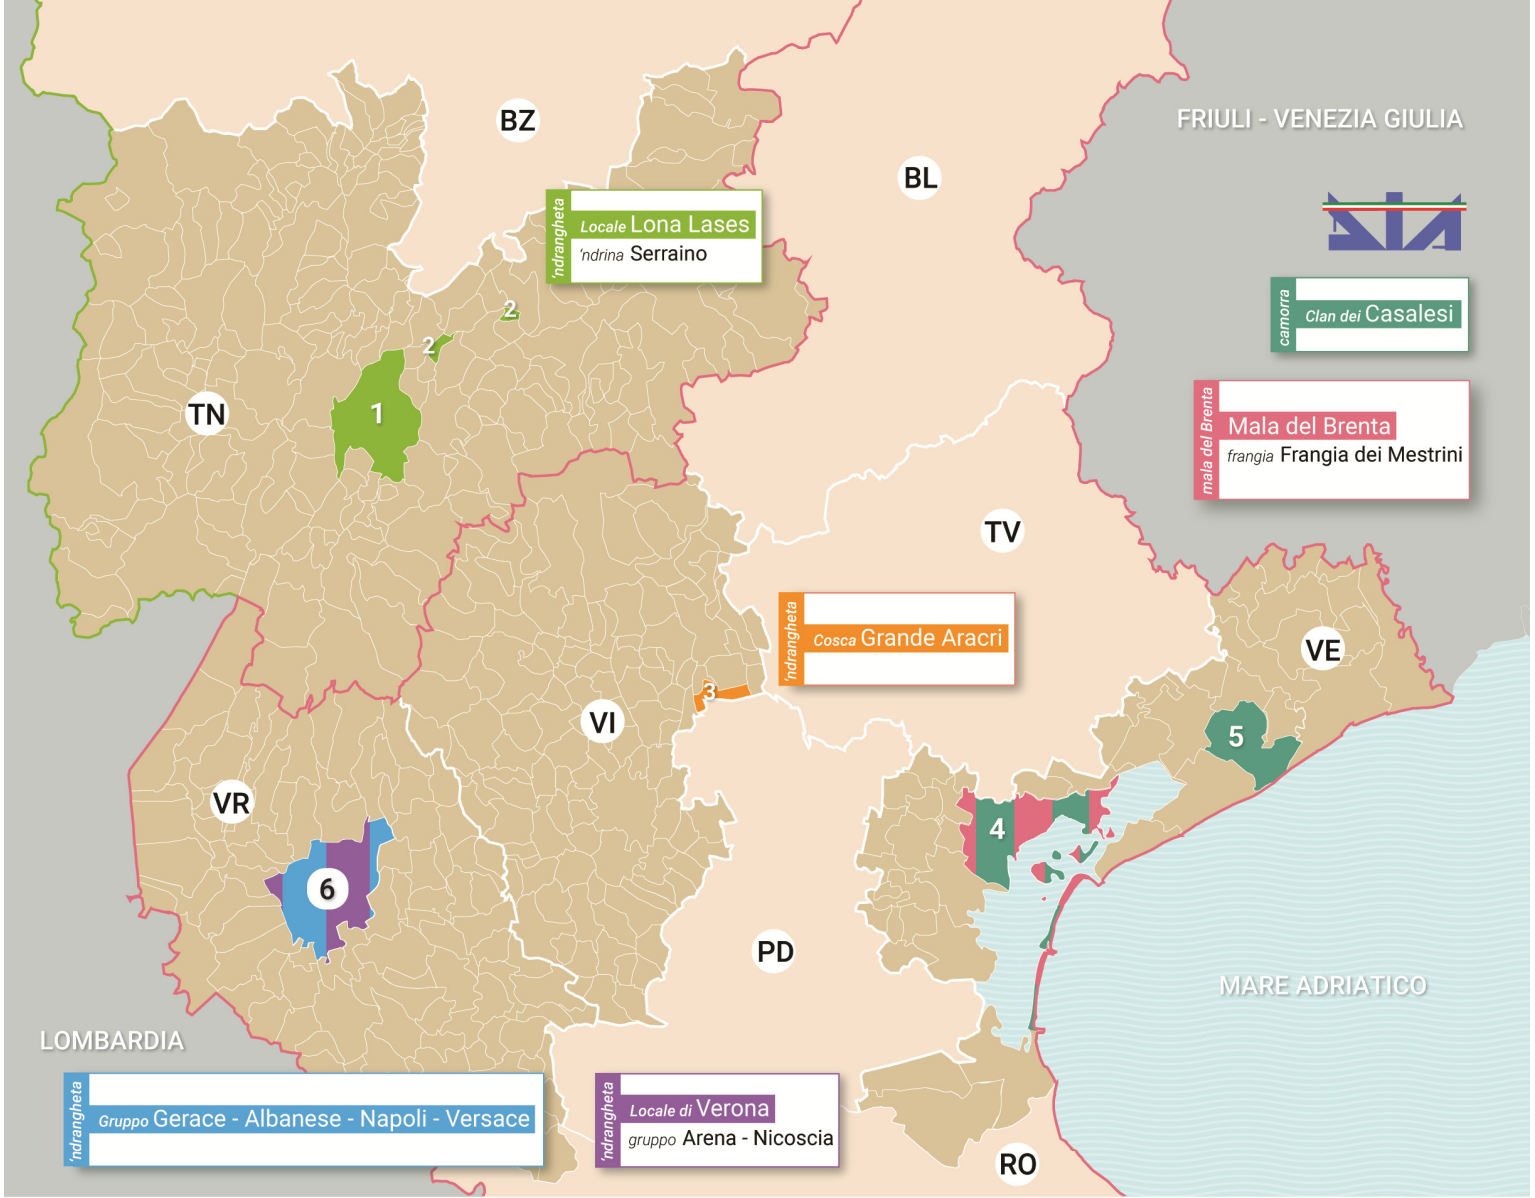 BZ
BL
FRIULI - VENEZIA GIULIA
DIA
'ndrangheta
Locale Lona Lases
'ndrina Serraino
camorra
Clan dei Casalesi
2
2
mala del Brenta
Mala del Brenta
frangia Frangia dei Mestrini
TN
1
TV
'ndrangheta
Cosca Grande Aracri
VE
3
VI
5
VR
4
6
PD
MARE ADRIATICO
LOMBARDIA
'ndrangheta
Gruppo Gerace - Albanese - Napoli - Versace
'ndrangheta
Locale di Verona
gruppo Arena - Nicoscia
RO